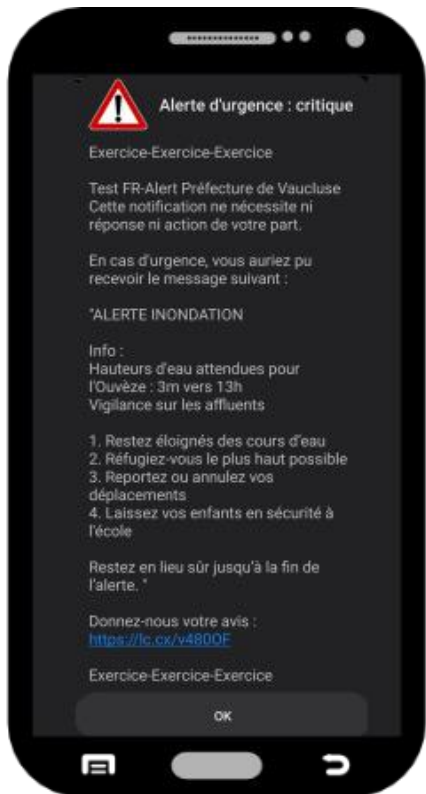 Alerte d'urgence : critique
Exercice-Exercice-Exercice
Test FR-Alert Préfecture de Vaucluse
Cette notification ne nécessite ni
réponse ni action de votre part.
En cas d'urgence, vous auriez pu
recevoir le message suivant :
"ALERTE INONDATION
Info :
Hauteurs d'eau attendues pour
l'Ouvèze : 3m vers 13h
Vigilance sur les affluents
1. Restez éloignés des cours d'eau
2. Réfugiez-vous le plus haut possible
3. Reportez ou annulez vos
déplacements
4. Laissez vos enfants en sécurité à
l'école
Restez en lieu sûr jusqu'à la fin de
l'alerte. "
Donnez-nous votre avis :
https://lc.cx/v480OF
Exercice-Exercice-Exercice
OK